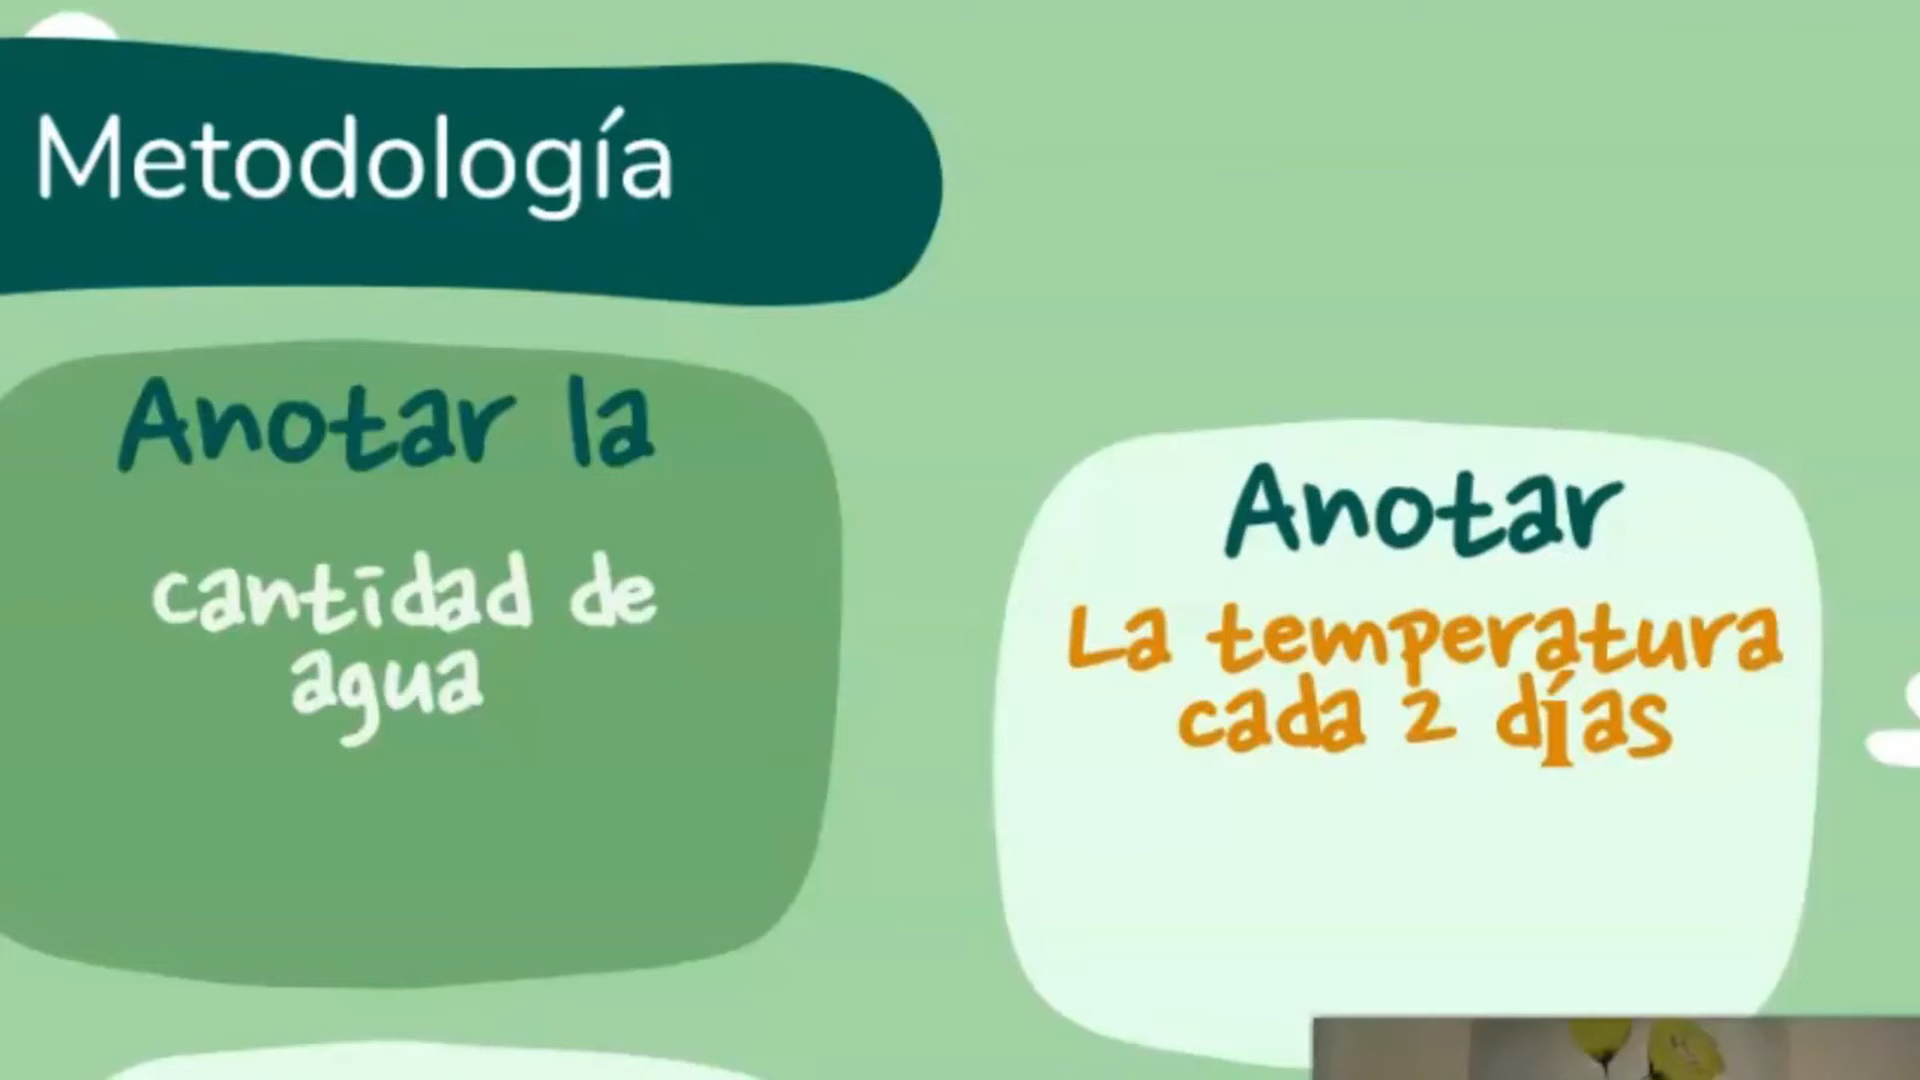 Metodología
Anotar la
cantidad de
agua
Anotar
La temperatura
cada 2 días